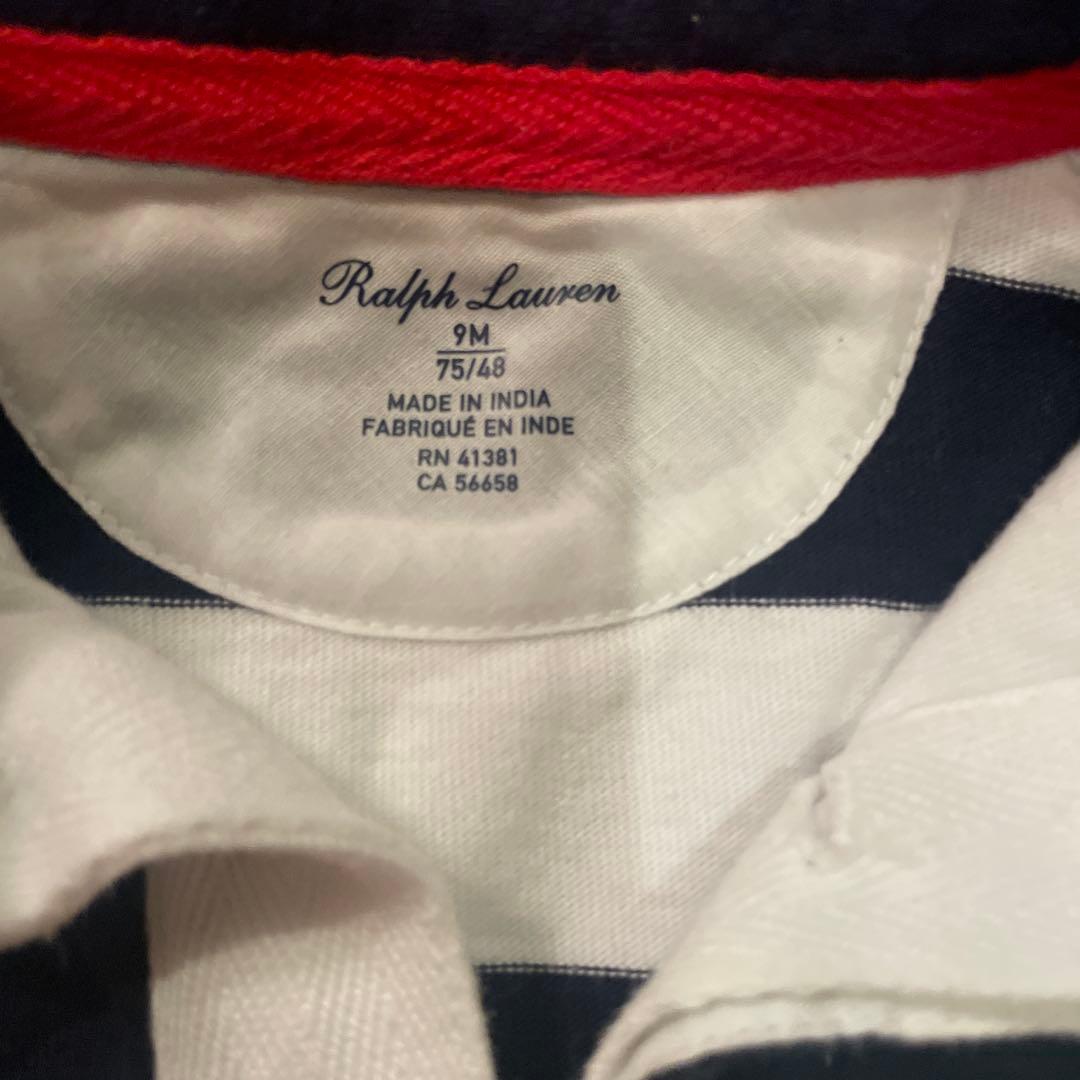 Ralph Lauren
9M
75/48
MADE IN INDIA
FABRIQUÉ EN INDE
RN 41381
CA 56658